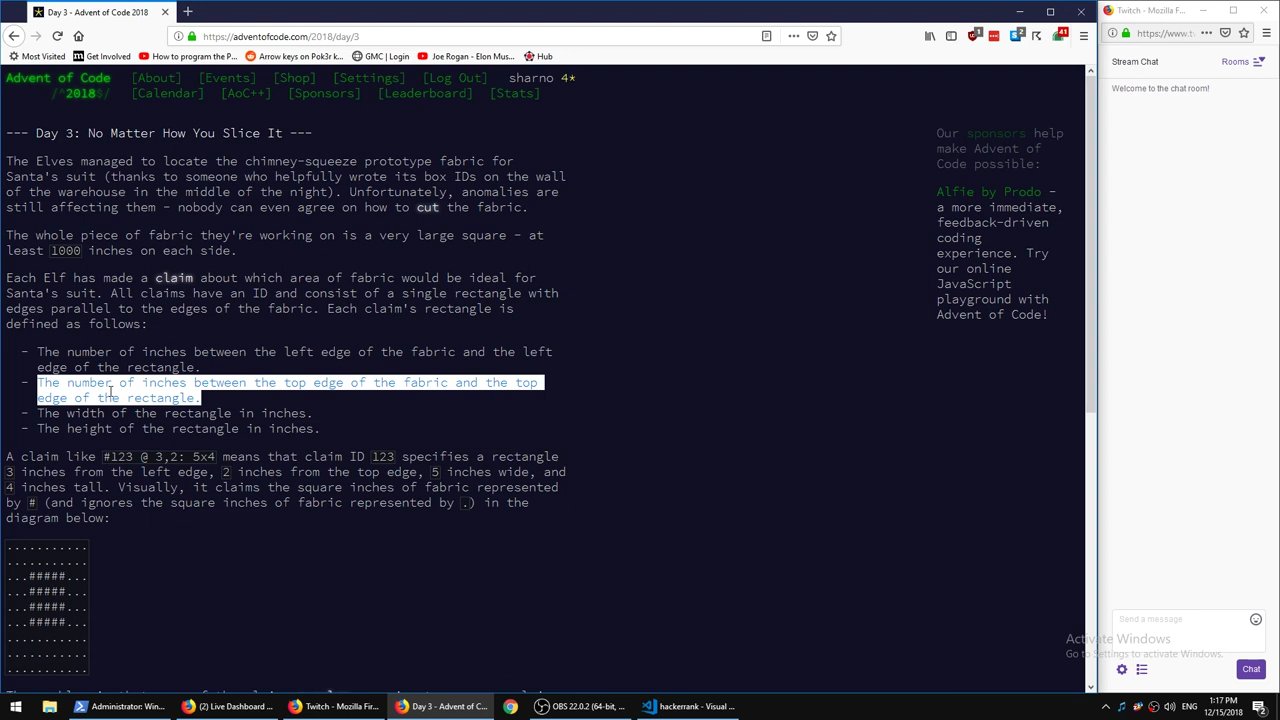 Day 3 - Advent of Code 2018
Twitch - Mozilla F...
https://adventofcode.com/2018/day/3
https://www.t
41
Most Visited
Get Involved
How to program the P...
Arrow keys on Pok3r k...
GMC | Login
Joe Rogan - Elon Mus...
Hub
Advent of Code [About] [Events] [Shop] [Settings] [Log Out] sharno 4*
/^2018$/ [Calendar] [AoC++] [Sponsors] [Leaderboard] [Stats]
--- Day 3: No Matter How You Slice It ---
The Elves managed to locate the chimney-squeeze prototype fabric for
Santa's suit (thanks to someone who helpfully wrote its box IDs on the wall
of the warehouse in the middle of the night). Unfortunately, anomalies are
still affecting them - nobody can even agree on how to cut the fabric.
The whole piece of fabric they're working on is a very large square - at
least 1000 inches on each side.
Each Elf has made a claim about which area of fabric would be ideal for
Santa's suit. All claims have an ID and consist of a single rectangle with
edges parallel to the edges of the fabric. Each claim's rectangle is
defined as follows:
- The number of inches between the left edge of the fabric and the left
edge of the rectangle.
- The number of inches between the top edge of the fabric and the top
edge of the rectangle.
- The width of the rectangle in inches.
- The height of the rectangle in inches.
A claim like #123 @ 3,2: 5x4 means that claim ID 123 specifies a rectangle
3 inches from the left edge, 2 inches from the top edge, 5 inches wide, and
4 inches tall. Visually, it claims the square inches of fabric represented
by # (and ignores the square inches of fabric represented by .) in the
diagram below:
...........
...........
...#####...
...#####...
...#####...
...#####...
...........
...........
...........
Our sponsors help
make Advent of
Code possible:
Alfie by Prodo -
a more immediate,
feedback-driven
coding
experience. Try
our online
JavaScript
playground with
Advent of Code!
Stream Chat
Rooms
Welcome to the chat room!
Send a message
Chat
Activate Windows
Go to Settings to activate Windows.
Administrator: Win...
(2) Live Dashboard ...
Twitch - Mozilla Fir...
Day 3 - Advent of C...
OBS 22.0.2 (64-bit, ...
hackerrank - Visual ...
1:17 PM
12/15/2018